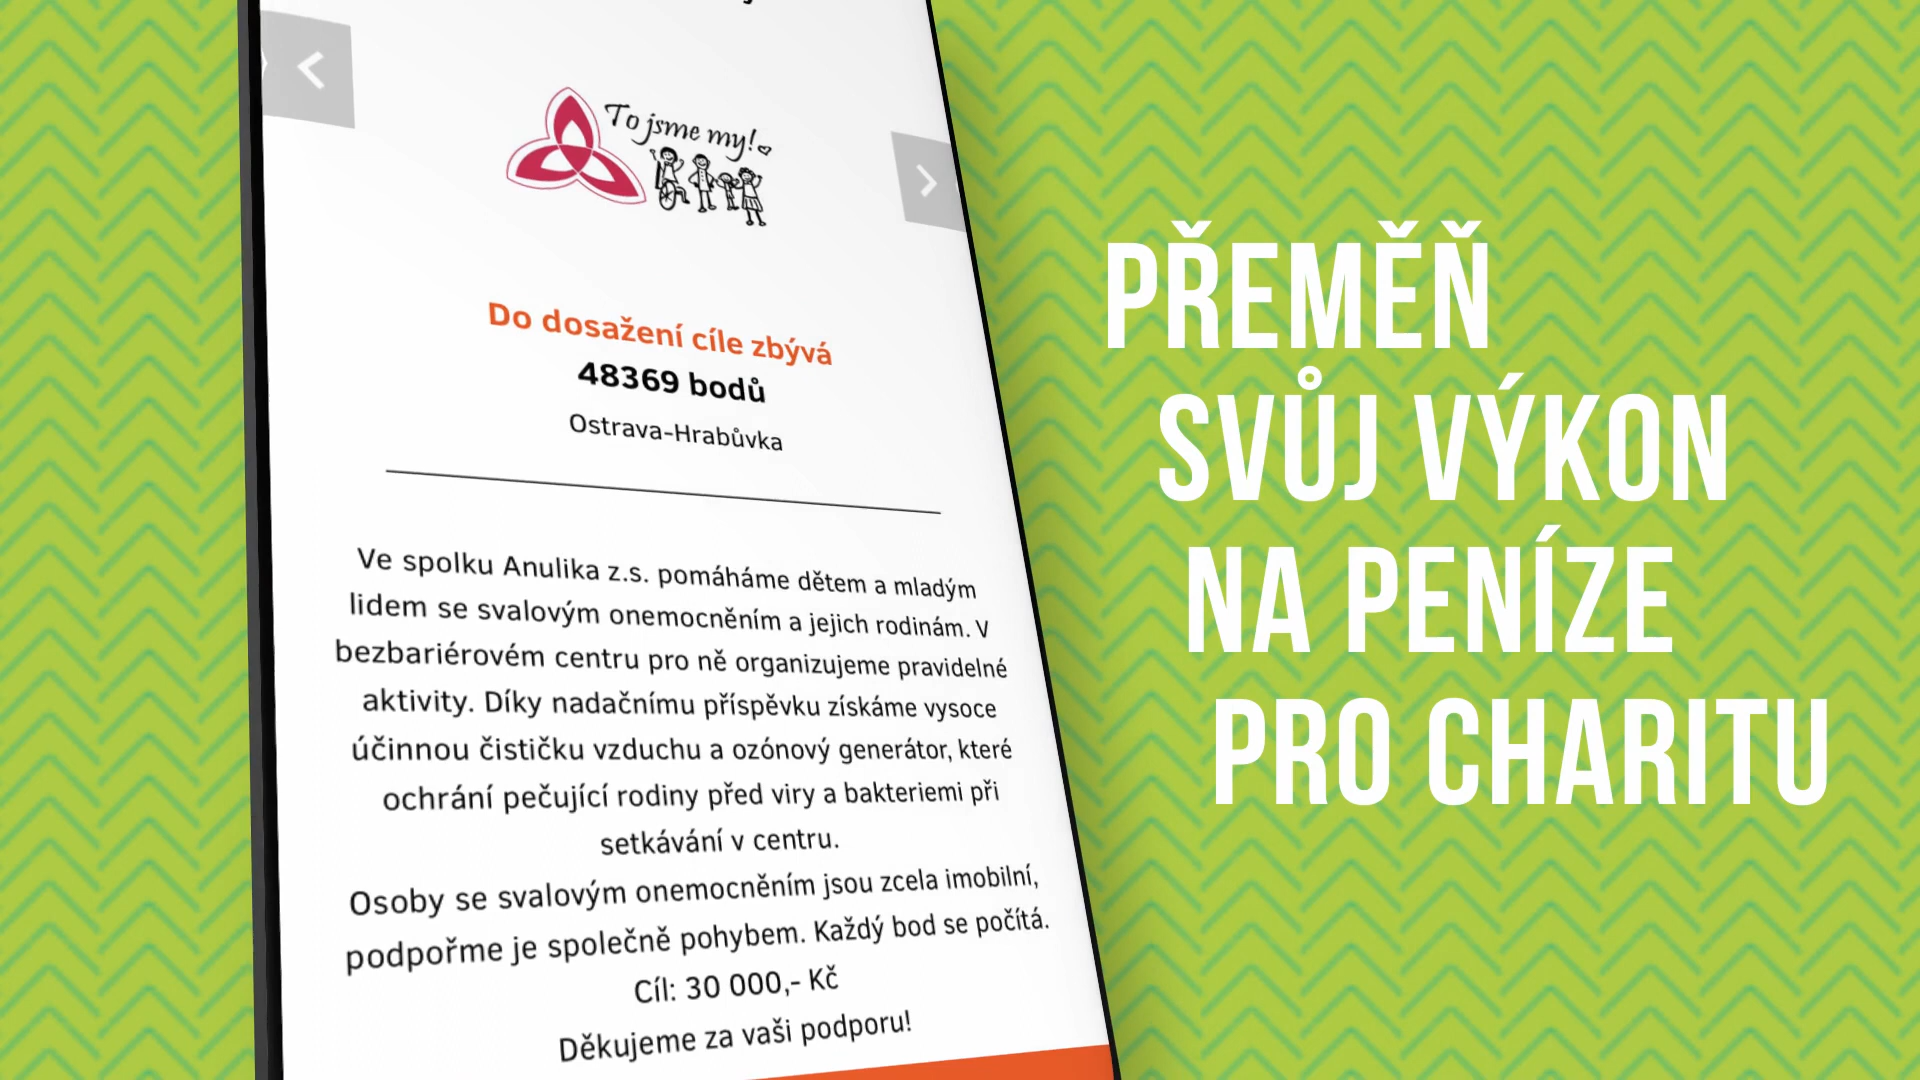 To jsme my!
Do dosažení cíle zbývá
48369 bodů
Ostrava-Hrabůvka
Ve spolku Anulika z.s. pomáháme dětem a mladým
lidem se svalovým onemocněním a jejich rodinám. V
bezbariérovém centru pro ně organizujeme pravidelné
aktivity. Díky nadačnímu příspěvku získáme vysoce
účinnou čističku vzduchu a ozónový generátor, které
ochrání pečující rodiny před viry a bakteriemi při
setkávání v centru.
Osoby se svalovým onemocněním jsou zcela imobilní,
podpořme je společně pohybem. Každý bod se počítá.
Cíl: 30 000,- Kč
Děkujeme za vaši podporu!
PŘEMĚŇ
SVŮJ VÝKON
NA PENÍZE
PRO CHARITU